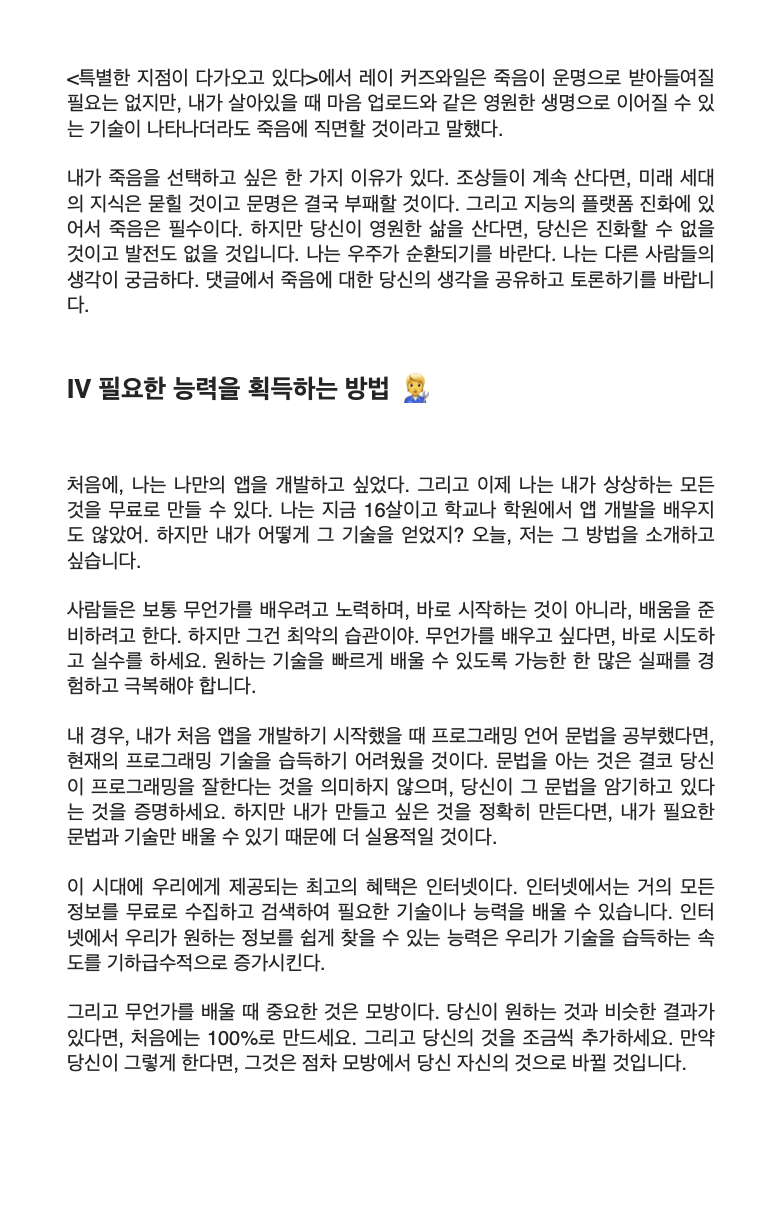 <특별한 지점이 다가오고 있다>에서 레이 커즈와일은 죽음이 운명으로 받아들여질
필요는 없지만, 내가 살아있을 때 마음 업로드와 같은 영원한 생명으로 이어질 수 있
는 기술이 나타나더라도 죽음에 직면할 것이라고 말했다.
내가 죽음을 선택하고 싶은 한 가지 이유가 있다. 조상들이 계속 산다면, 미래 세대
의 지식은 묻힐 것이고 문명은 결국 부패할 것이다. 그리고 지능의 플랫폼 진화에 있
어서 죽음은 필수이다. 하지만 당신이 영원한 삶을 산다면, 당신은 진화할 수 없을
것이고 발전도 없을 것입니다. 나는 우주가 순환되기를 바란다. 나는 다른 사람들의
생각이 궁금하다. 댓글에서 죽음에 대한 당신의 생각을 공유하고 토론하기를 바랍니
다.
IV 필요한 능력을 획득하는 방법 👨‍🔧
처음에, 나는 나만의 앱을 개발하고 싶었다. 그리고 이제 나는 내가 상상하는 모든
것을 무료로 만들 수 있다. 나는 지금 16살이고 학교나 학원에서 앱 개발을 배우지
도 않았어. 하지만 내가 어떻게 그 기술을 얻었지? 오늘, 저는 그 방법을 소개하고
싶습니다.
사람들은 보통 무언가를 배우려고 노력하며, 바로 시작하는 것이 아니라, 배움을 준
비하려고 한다. 하지만 그건 최악의 습관이야. 무언가를 배우고 싶다면, 바로 시도하
고 실수를 하세요. 원하는 기술을 빠르게 배울 수 있도록 가능한 한 많은 실패를 경
험하고 극복해야 합니다.
내 경우, 내가 처음 앱을 개발하기 시작했을 때 프로그래밍 언어 문법을 공부했다면,
현재의 프로그래밍 기술을 습득하기 어려웠을 것이다. 문법을 아는 것은 결코 당신
이 프로그래밍을 잘한다는 것을 의미하지 않으며, 당신이 그 문법을 암기하고 있다
는 것을 증명하세요. 하지만 내가 만들고 싶은 것을 정확히 만든다면, 내가 필요한
문법과 기술만 배울 수 있기 때문에 더 실용적일 것이다.
이 시대에 우리에게 제공되는 최고의 혜택은 인터넷이다. 인터넷에서는 거의 모든
정보를 무료로 수집하고 검색하여 필요한 기술이나 능력을 배울 수 있습니다. 인터
넷에서 우리가 원하는 정보를 쉽게 찾을 수 있는 능력은 우리가 기술을 습득하는 속
도를 기하급수적으로 증가시킨다.
그리고 무언가를 배울 때 중요한 것은 모방이다. 당신이 원하는 것과 비슷한 결과가
있다면, 처음에는 100%로 만드세요. 그리고 당신의 것을 조금씩 추가하세요. 만약
당신이 그렇게 한다면, 그것은 점차 모방에서 당신 자신의 것으로 바뀔 것입니다.